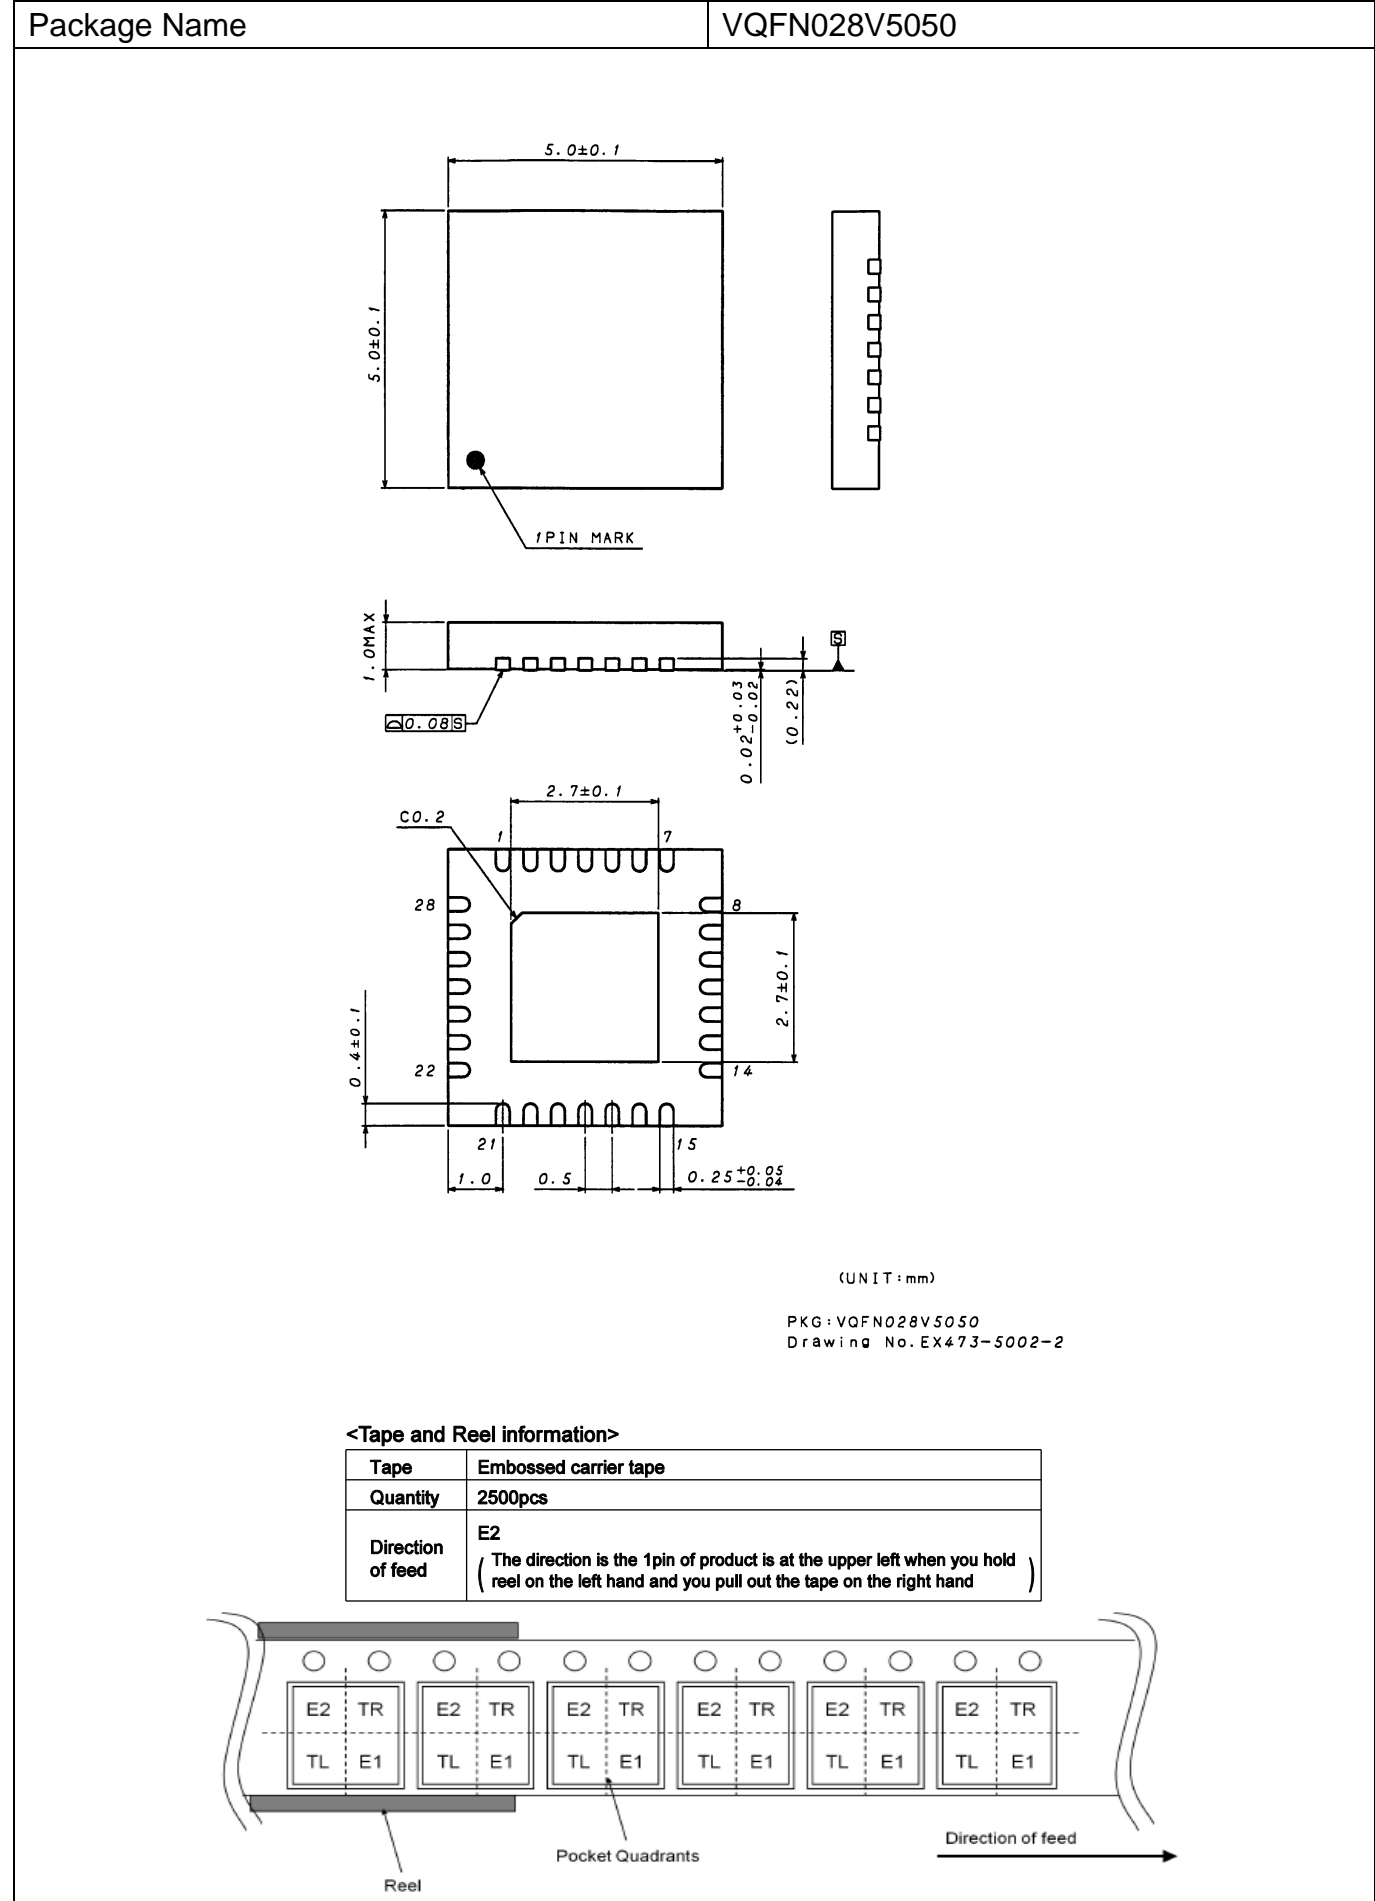 Package Name
VQFN028V5050
5.0±0.1
5.0±0.1
1PIN MARK
1.0MAX
S
0.08 S
0.02+0.03-0.02
(0.22)
2.7±0.1
C0.2
1
7
28
8
2.7±0.1
0.4±0.1
22
14
21
15
1.0
0.5
0.25+0.05-0.04
(UNIT:mm)
PKG:VQFN028V5050
Drawing No.EX473-5002-2
<Tape and Reel information>
Tape
Embossed carrier tape
Quantity
2500pcs
Direction of feed
E2
( The direction is the 1pin of product is at the upper left when you hold
reel on the left hand and you pull out the tape on the right hand )
E2 TR E2 TR E2 TR E2 TR E2 TR E2 TR
TL E1 TL E1 TL E1 TL E1 TL E1 TL E1
Direction of feed
Pocket Quadrants
Reel